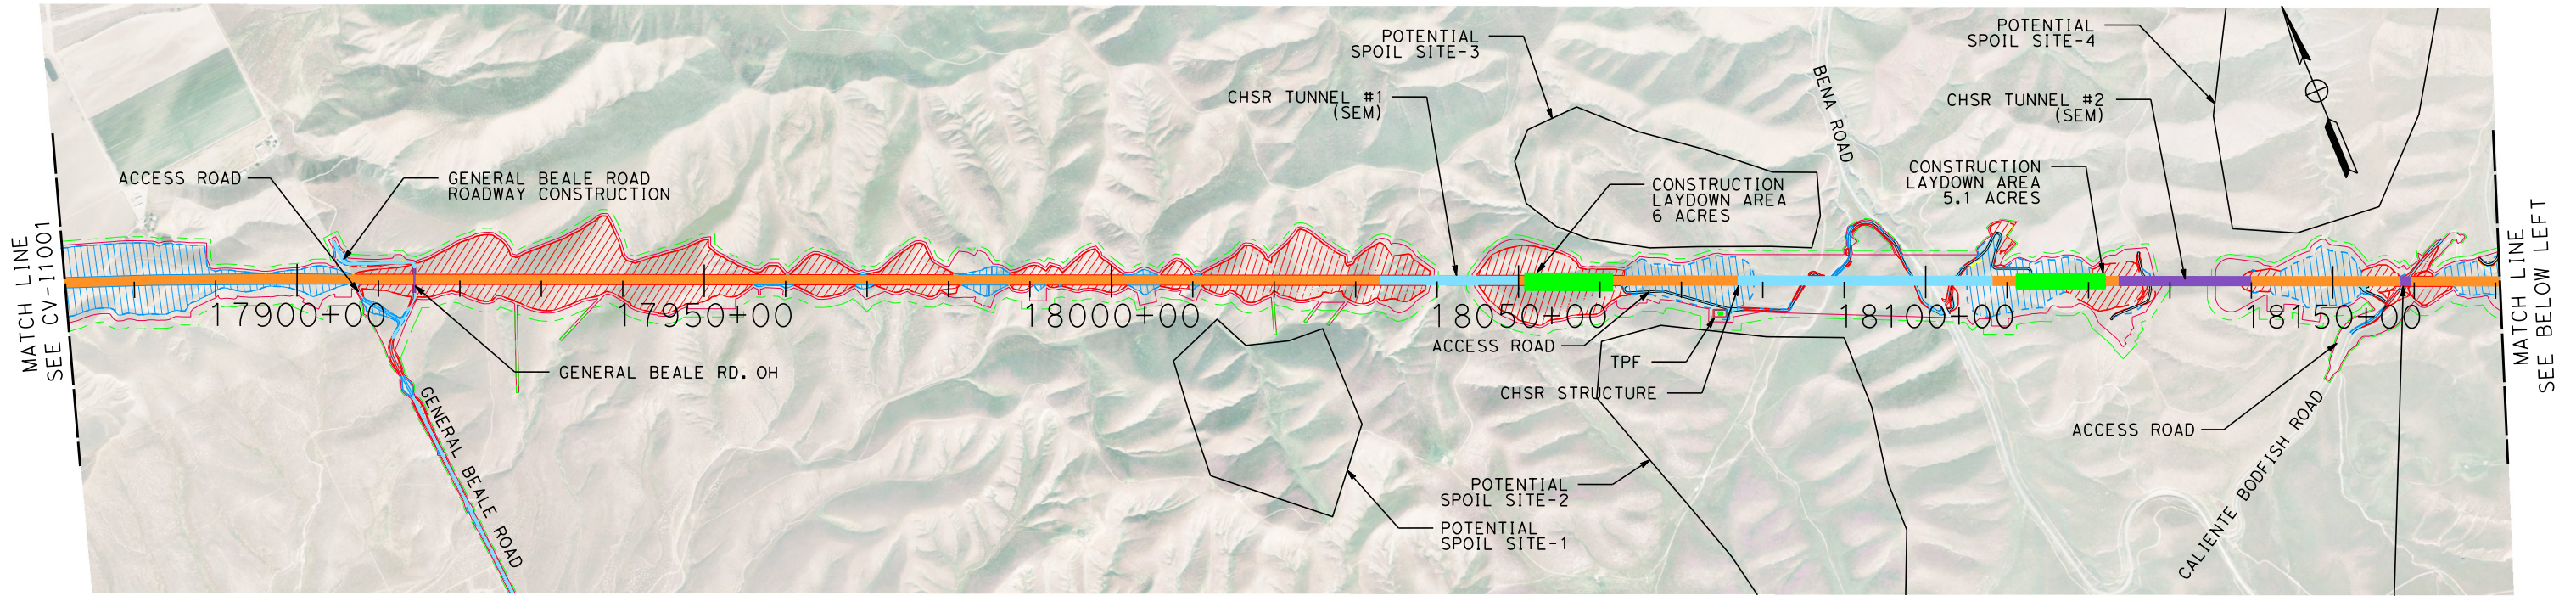 MATCH LINE
SEE CV-I1001
ACCESS ROAD
GENERAL BEALE ROAD
ROADWAY CONSTRUCTION
POTENTIAL
SPOIL SITE-3
CHSR TUNNEL #1
(SEM)
CONSTRUCTION
LAYDOWN AREA
6 ACRES
BENA ROAD
POTENTIAL
SPOIL SITE-4
CHSR TUNNEL #2
(SEM)
CONSTRUCTION
LAYDOWN AREA
5.1 ACRES
MATCH LINE
SEE BELOW LEFT
17900+00
17950+00
18000+00
18050+00
18100+00
18150+00
GENERAL BEALE RD. OH
GENERAL BEALE ROAD
ACCESS ROAD
TPF
CHSR STRUCTURE
POTENTIAL
SPOIL SITE-2
POTENTIAL
SPOIL SITE-1
ACCESS ROAD
CALIENTE BODFISH ROAD